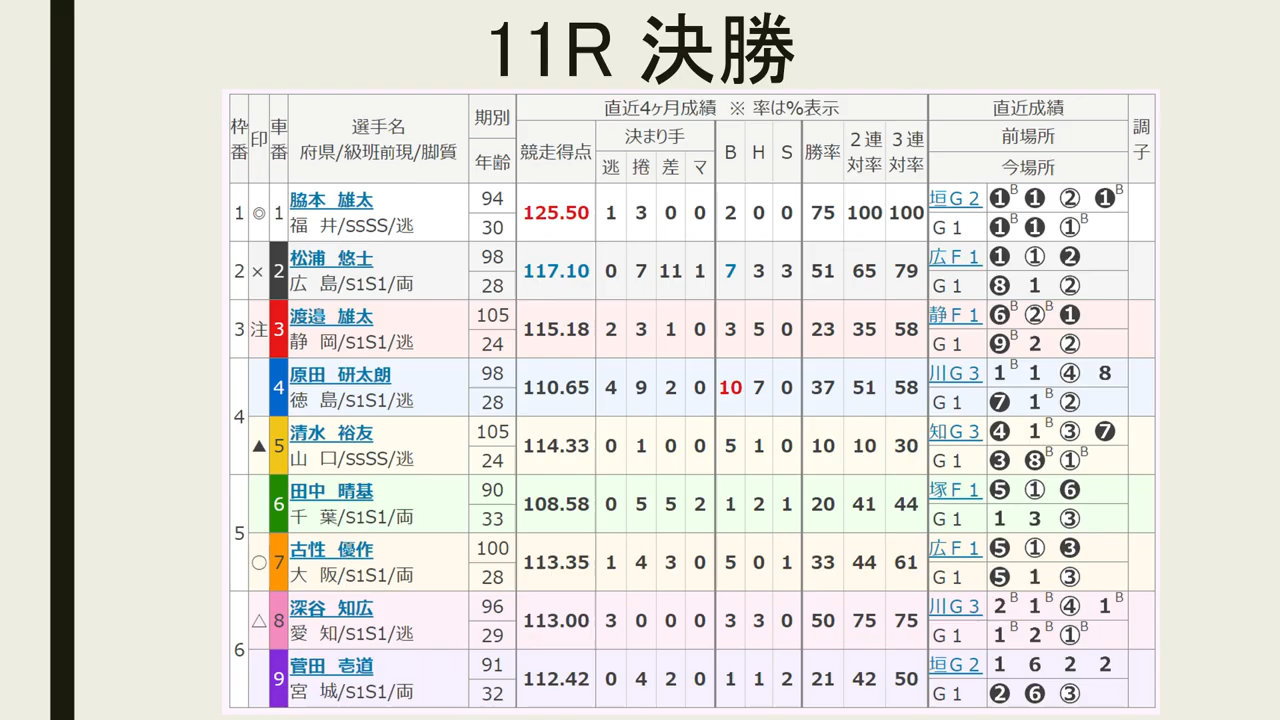 11R 決勝
枠番 印 車番 選手名 府県/級班前現/脚質 期別 年齢 直近4ヶ月成績 ※ 率は%表示 直近成績 調子
競走得点 決まり手 B H S 勝率 2連対率 3連対率 前場所
逃 捲 差 マ 今場所
1 ◎ 1 脇本 雄太 94 125.50 1 3 0 0 2 0 0 75 100 100 垣G2 ❶B ❶ ② ❶B
福 井/SSSS/逃 30 G1 ❶B ❶ ①B
2 × 2 松浦 悠士 98 117.10 0 7 11 1 7 3 3 51 65 79 広F1 ❶ ① ❷
広 島/S1S1/両 28 G1 ❽ 1 ②
3 注 3 渡邉 雄太 105 115.18 2 3 1 0 3 5 0 23 35 58 静F1 ❻B ②B ❶
静 岡/S1S1/逃 24 G1 ❾ 2 ②
4 4 原田 研太朗 98 110.65 4 9 2 0 10 7 0 37 51 58 川G3 1B 1 ④ 8
徳 島/S1S1/逃 28 G1 ❼ 1B ②
▲ 5 清水 裕友 105 114.33 0 1 0 0 5 1 0 10 10 30 知G3 ❹ 1B ③ ❼
山 口/SSSS/逃 24 G1 ❸ ❽B ①B
5 6 田中 晴基 90 108.58 0 5 5 2 1 2 1 20 41 44 塚F1 ❺ ① ❻
千 葉/S1S1/両 33 G1 1 3 ③
○ 7 古性 優作 100 113.35 1 4 3 0 5 0 1 33 44 61 広F1 ❺ ① ❸
大 阪/S1S1/両 28 G1 ❺ 1 ③
6 △ 8 深谷 知広 96 113.00 3 0 0 0 3 3 0 50 75 75 川G3 2B 1B ④ 1B
愛 知/S1S1/逃 29 G1 1B 2B ①B
9 菅田 壱道 91 112.42 0 4 2 0 1 1 2 21 42 50 垣G2 1 6 2 2
宮 城/S1S1/両 32 G1 ❷ ❻ ③